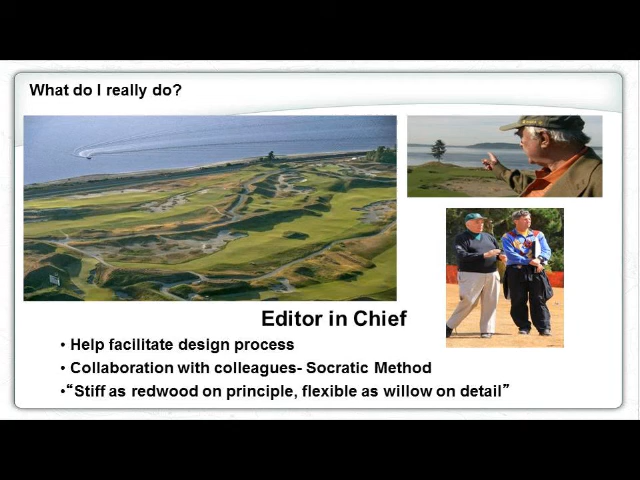 What do I really do?
Editor in Chief
• Help facilitate design process
• Collaboration with colleagues- Socratic Method
•“Stiff as redwood on principle, flexible as willow on detail”